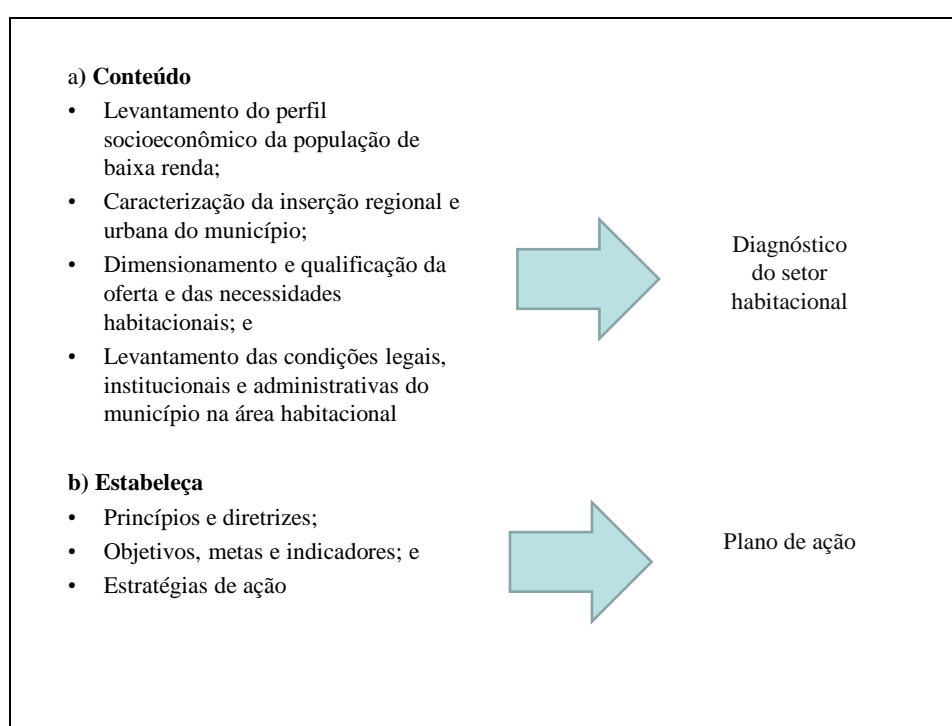 a) Conteúdo
• Levantamento do perfil
socioeconômico da população de
baixa renda;
• Caracterização da inserção regional e
urbana do município;
• Dimensionamento e qualificação da
oferta e das necessidades
habitacionais; e
• Levantamento das condições legais,
institucionais e administrativas do
município na área habitacional
Diagnóstico
do setor
habitacional
b) Estabeleça
• Princípios e diretrizes;
• Objetivos, metas e indicadores; e
• Estratégias de ação
Plano de ação